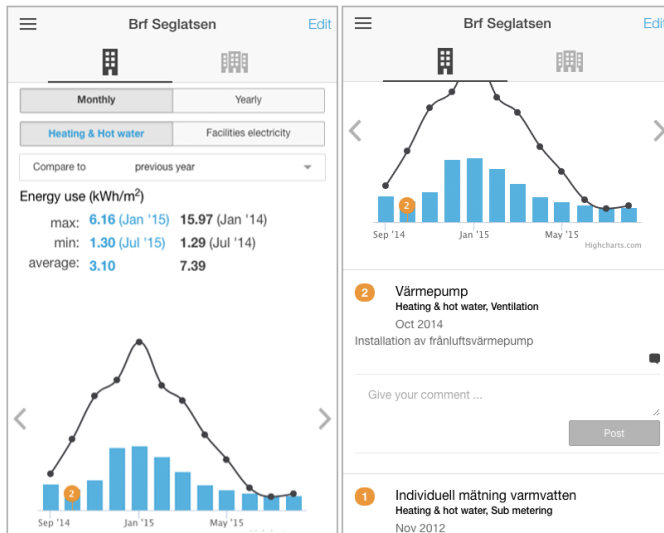 Brf Seglatsen
Edit
Monthly
Yearly
Heating & Hot water
Facilities electricity
Compare to
previous year
Energy use (kWh/m²)
max: 6.16 (Jan '15) 15.97 (Jan '14)
min: 1.30 (Jul '15) 1.29 (Jul '14)
average: 3.10 7.39
2
Sep '14 Jan '15 May '15
Brf Seglatsen
Edit
2
Sep '14 Jan '15 May '15
Highcharts.com
2 Värmepump
Heating & hot water, Ventilation
Oct 2014
Installation av frånluftsvärmepump
Give your comment ...
Post
1 Individuell mätning varmvatten
Heating & hot water, Sub metering
Nov 2012